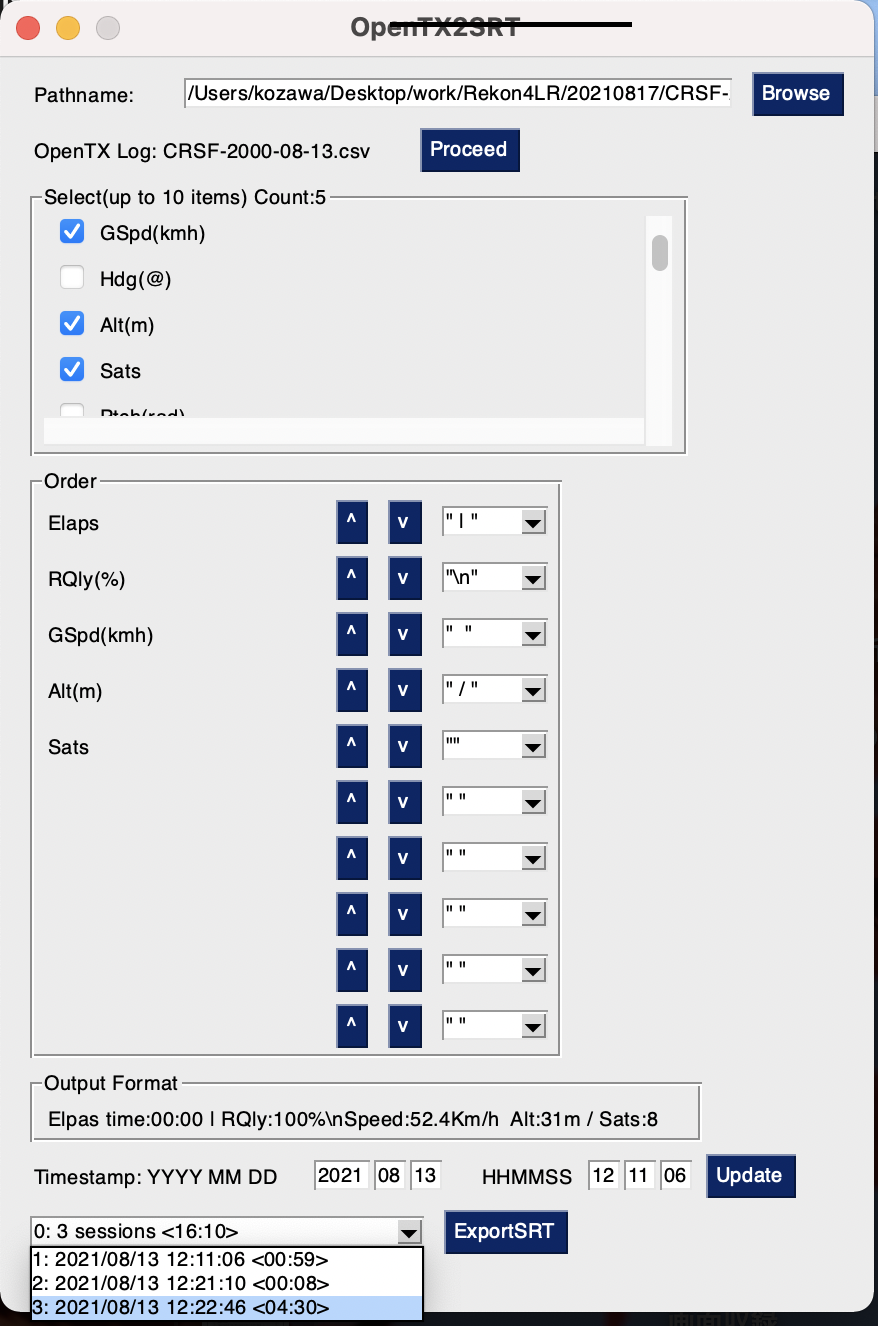 OpenTX2SRT
Pathname: /Users/kozawa/Desktop/work/Rekon4LR/20210817/CRSF- Browse
OpenTX Log: CRSF-2000-08-13.csv Proceed
Select(up to 10 items) Count:5
GSpd(kmh)
Hdg(@)
Alt(m)
Sats
Ptch(rad)
Order
Elaps ^ v " | "
RQly(%) ^ v "\n"
GSpd(kmh) ^ v "  "
Alt(m) ^ v " / "
Sats ^ v ""
^ v " "
^ v " "
^ v " "
^ v " "
^ v " "
Output Format
Elpas time:00:00 | RQly:100%\nSpeed:52.4Km/h  Alt:31m / Sats:8
Timestamp: YYYY MM DD 2021 08 13 HHMMSS 12 11 06 Update
0: 3 sessions <16:10> ExportSRT
1: 2021/08/13 12:11:06 <00:59>
2: 2021/08/13 12:21:10 <00:08>
3: 2021/08/13 12:22:46 <04:30>